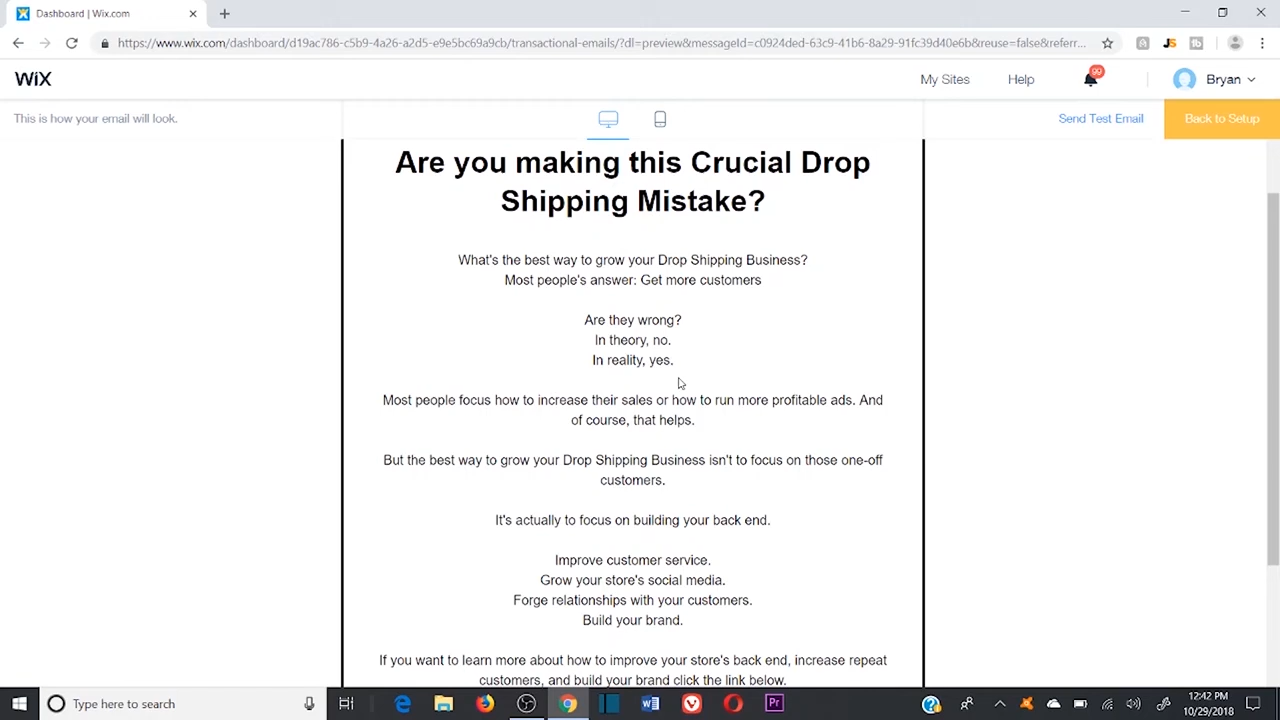 Dashboard | Wix.com
https://www.wix.com/dashboard/d19ac786-c5b9-4a26-a2d5-e9e5bc69a9cb/transactional-emails/?dl=preview&messageId=c0924ded-63c9-41b6-8a29-91fc39d40e6b&reuse=false&referr...
JS
WiX
My Sites
Help
99
Bryan
This is how your email will look.
Send Test Email
Back to Setup
Are you making this Crucial Drop
Shipping Mistake?
What's the best way to grow your Drop Shipping Business?
Most people's answer: Get more customers
Are they wrong?
In theory, no.
In reality, yes.
Most people focus how to increase their sales or how to run more profitable ads. And
of course, that helps.
But the best way to grow your Drop Shipping Business isn't to focus on those one-off
customers.
It's actually to focus on building your back end.
Improve customer service.
Grow your store's social media.
Forge relationships with your customers.
Build your brand.
If you want to learn more about how to improve your store's back end, increase repeat
customers, and build your brand click the link below.
Type here to search
Pr
12:42 PM
10/29/2018